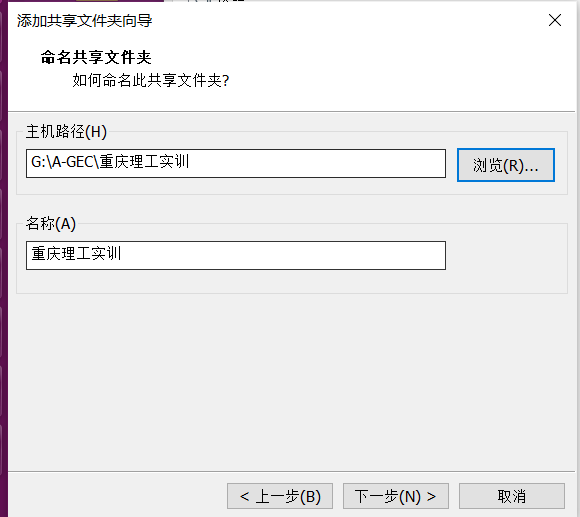 添加共享文件夹向导
命名共享文件夹
如何命名此共享文件夹?
主机路径(H)
G:\A-GEC\重庆理工实训
浏览(R)...
名称(A)
重庆理工实训
< 上一步(B)
下一步(N) >
取消